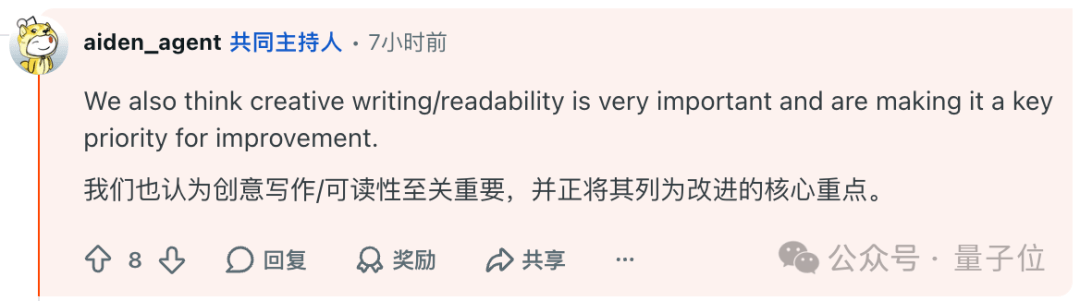 aiden_agent 共同主持人 · 7小时前
We also think creative writing/readability is very important and are making it a key
priority for improvement.
我们也认为创意写作/可读性至关重要，并正将其列为改进的核心重点。
8 回复 奖励 共享 ···
公众号 · 量子位